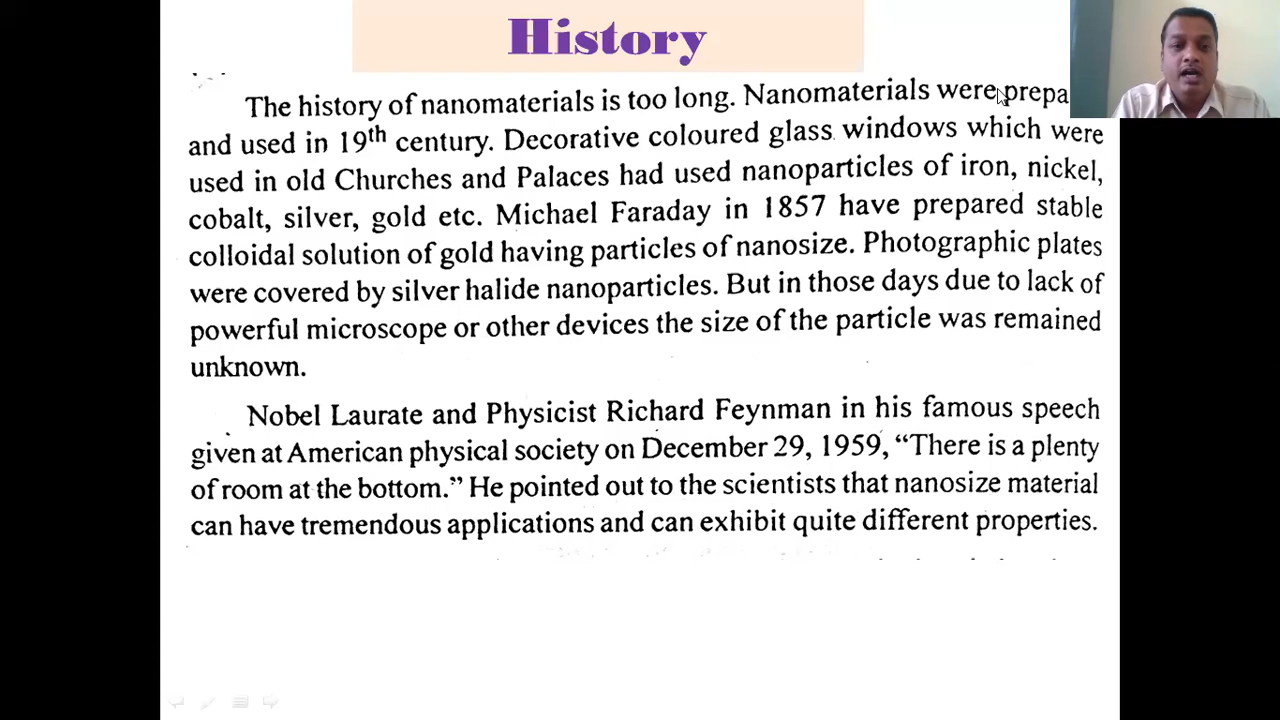 History
The history of nanomaterials is too long. Nanomaterials were prepa
and used in 19th century. Decorative coloured glass windows which were
used in old Churches and Palaces had used nanoparticles of iron, nickel,
cobalt, silver, gold etc. Michael Faraday in 1857 have prepared stable
colloidal solution of gold having particles of nanosize. Photographic plates
were covered by silver halide nanoparticles. But in those days due to lack of
powerful microscope or other devices the size of the particle was remained
unknown.
Nobel Laurate and Physicist Richard Feynman in his famous speech
given at American physical society on December 29, 1959, “There is a plenty
of room at the bottom.” He pointed out to the scientists that nanosize material
can have tremendous applications and can exhibit quite different properties.